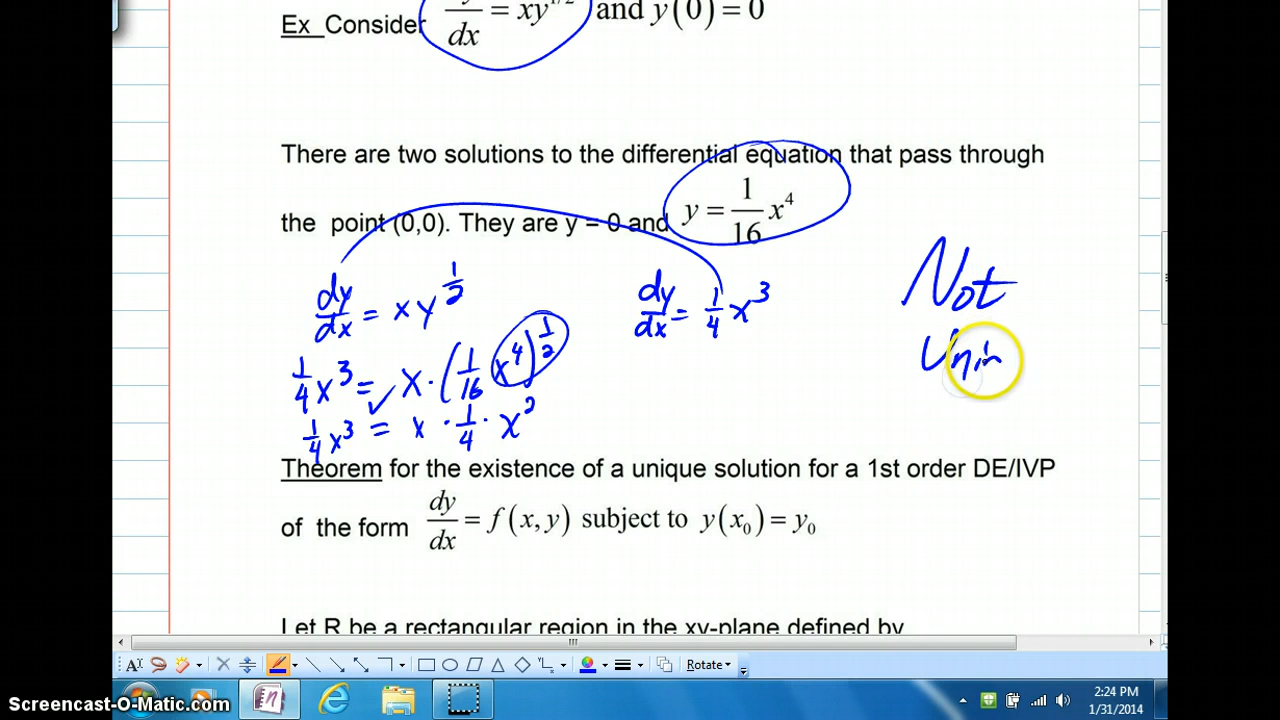 Ex Consider dy/dx = xy^1/2 and y(0) = 0
There are two solutions to the differential equation that pass through
the point (0,0). They are y = 0 and y = 1/16 x^4
dy/dx = x y^1/2
dy/dx = 1/4 x^3
Not
Uni
1/4 x^3 = x · (1/16 x^4)^1/2
1/4 x^3 = x · 1/4 · x^2
Theorem for the existence of a unique solution for a 1st order DE/IVP
of the form dy/dx = f(x, y) subject to y(x₀) = y₀
Let R be a rectangular region in the xy-plane defined by
Rotate
Screencast-O-Matic.com
2:24 PM
1/31/2014